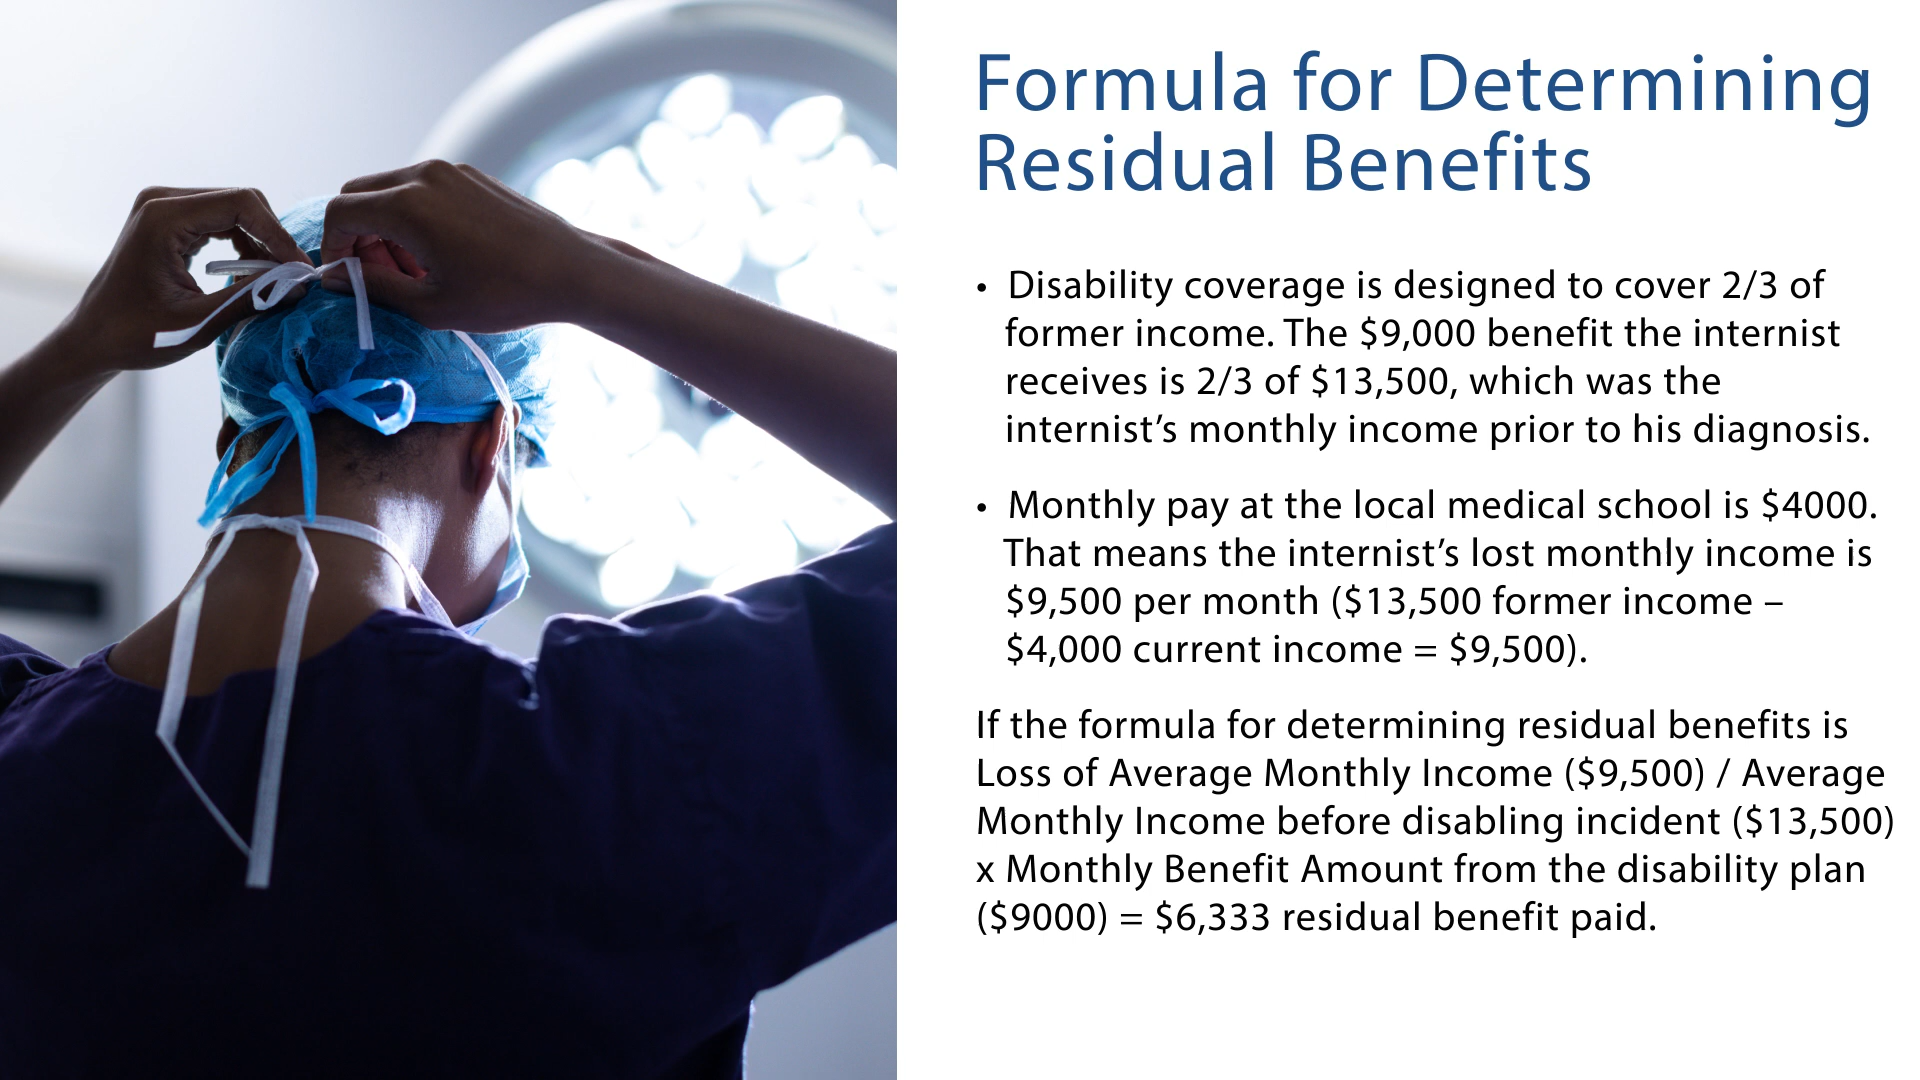 Formula for Determining
Residual Benefits
• Disability coverage is designed to cover 2/3 of
former income. The $9,000 benefit the internist
receives is 2/3 of $13,500, which was the
internist’s monthly income prior to his diagnosis.
• Monthly pay at the local medical school is $4000.
That means the internist’s lost monthly income is
$9,500 per month ($13,500 former income –
$4,000 current income = $9,500).
If the formula for determining residual benefits is
Loss of Average Monthly Income ($9,500) / Average
Monthly Income before disabling incident ($13,500)
x Monthly Benefit Amount from the disability plan
($9000) = $6,333 residual benefit paid.